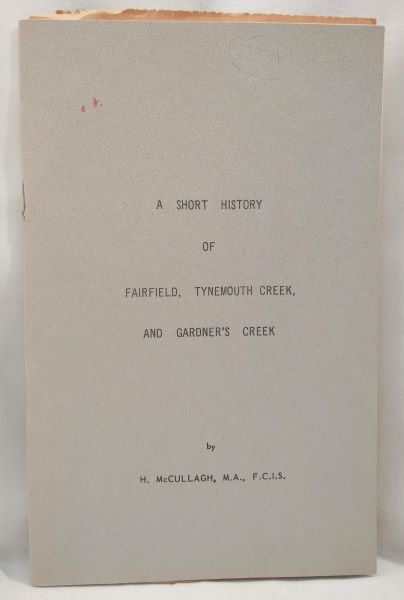 A SHORT HISTORY
OF
FAIRFIELD, TYNEMOUTH CREEK,
AND GARDNER'S CREEK
by
H. McCULLAGH, M.A., F.C.I.S.